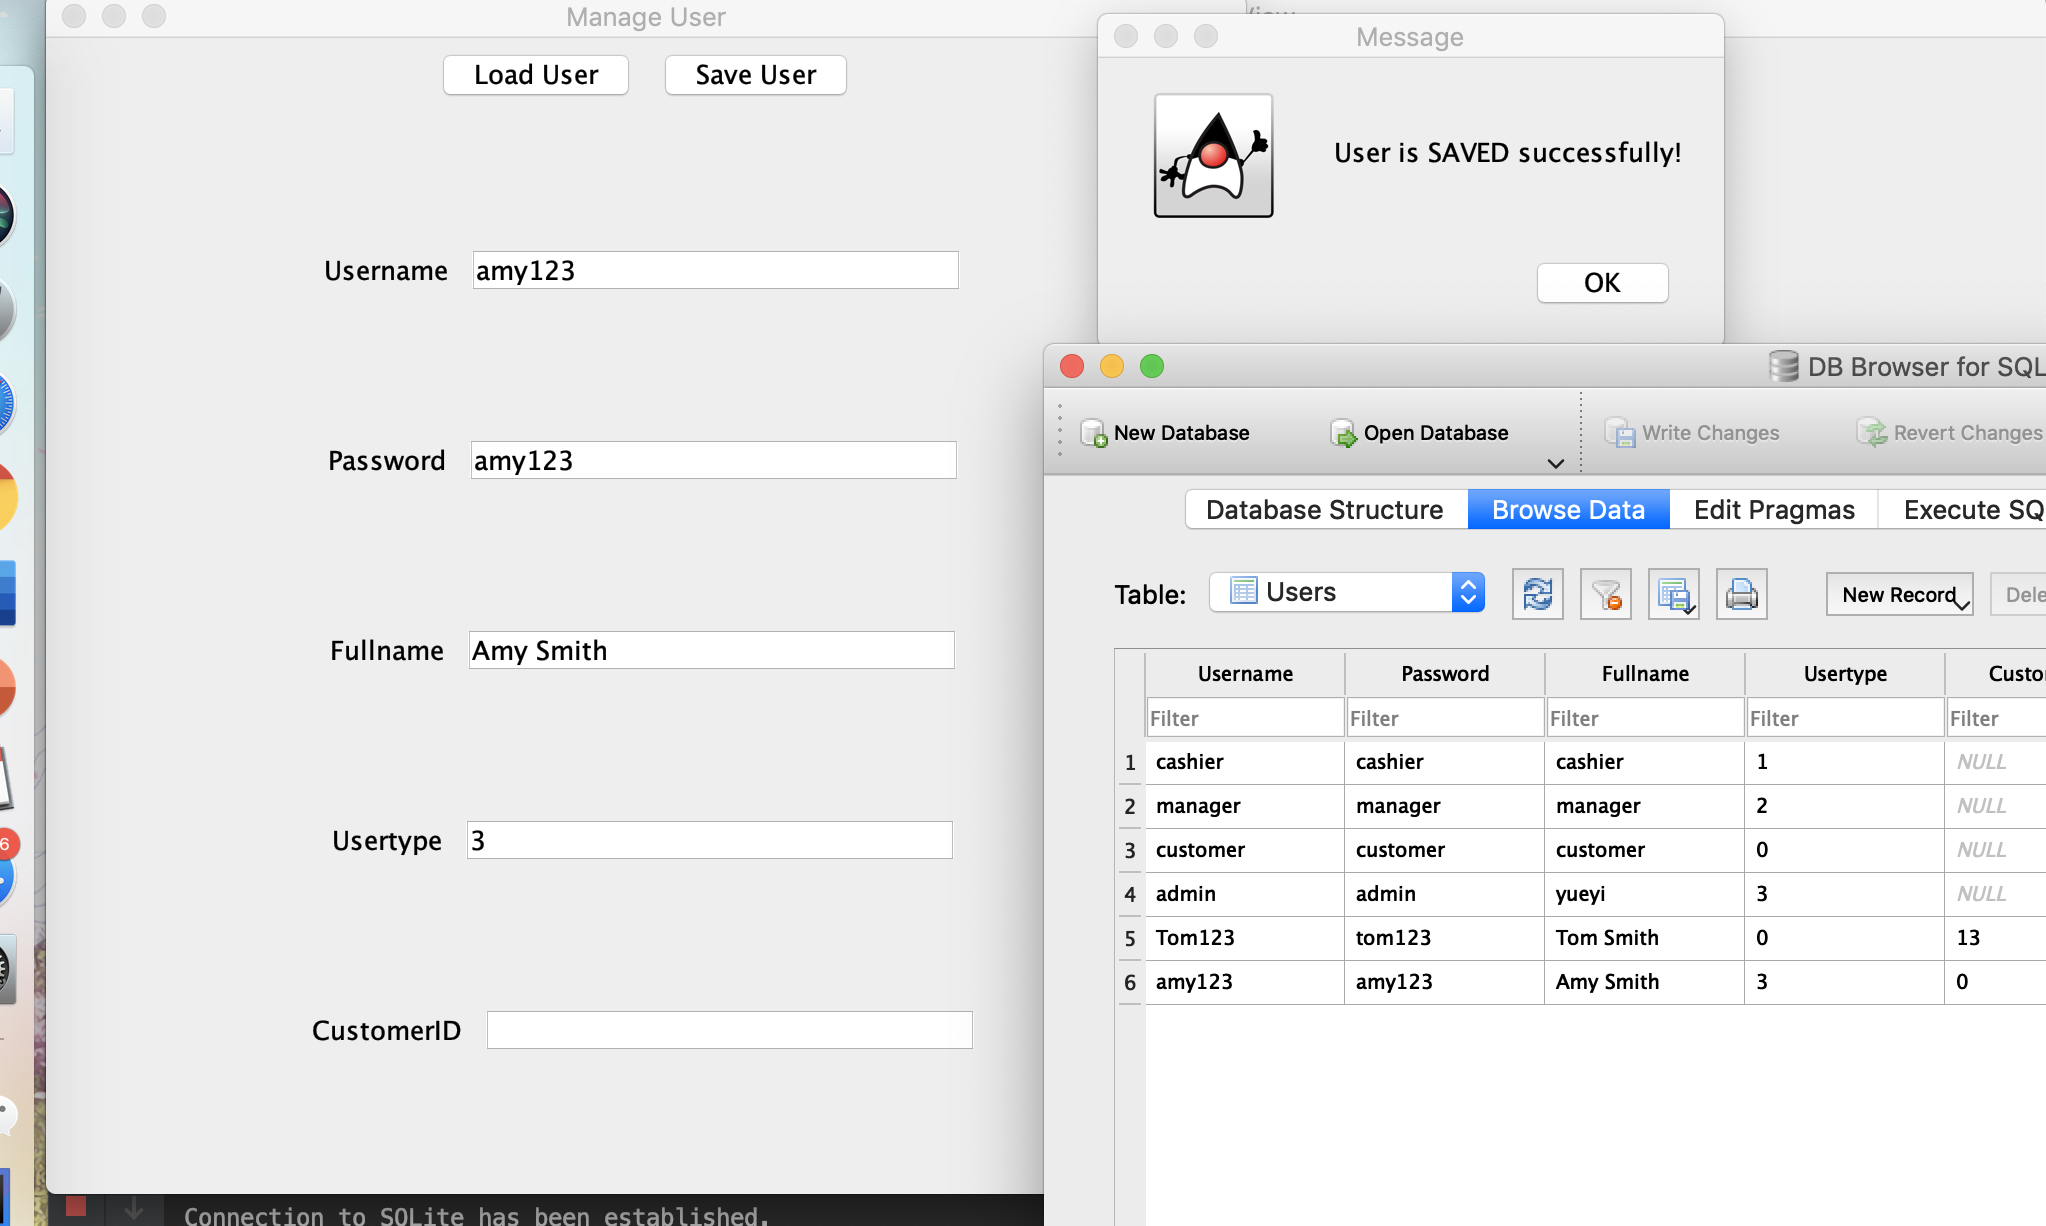 Manage User
Load User
Save User
Username
amy123
Password
amy123
Fullname
Amy Smith
Usertype
3
CustomerID
Message
User is SAVED successfully!
OK
DB Browser for SQL
New Database
Open Database
Write Changes
Revert Changes
Database Structure
Browse Data
Edit Pragmas
Execute SQ
Table:
Users
New Record
Dele
Username Password Fullname Usertype Custo
Filter Filter Filter Filter Filter
1 cashier cashier cashier 1 NULL
2 manager manager manager 2 NULL
3 customer customer customer 0 NULL
4 admin admin yueyi 3 NULL
5 Tom123 tom123 Tom Smith 0 13
6 amy123 amy123 Amy Smith 3 0
6
Connection to SQLite has been established.